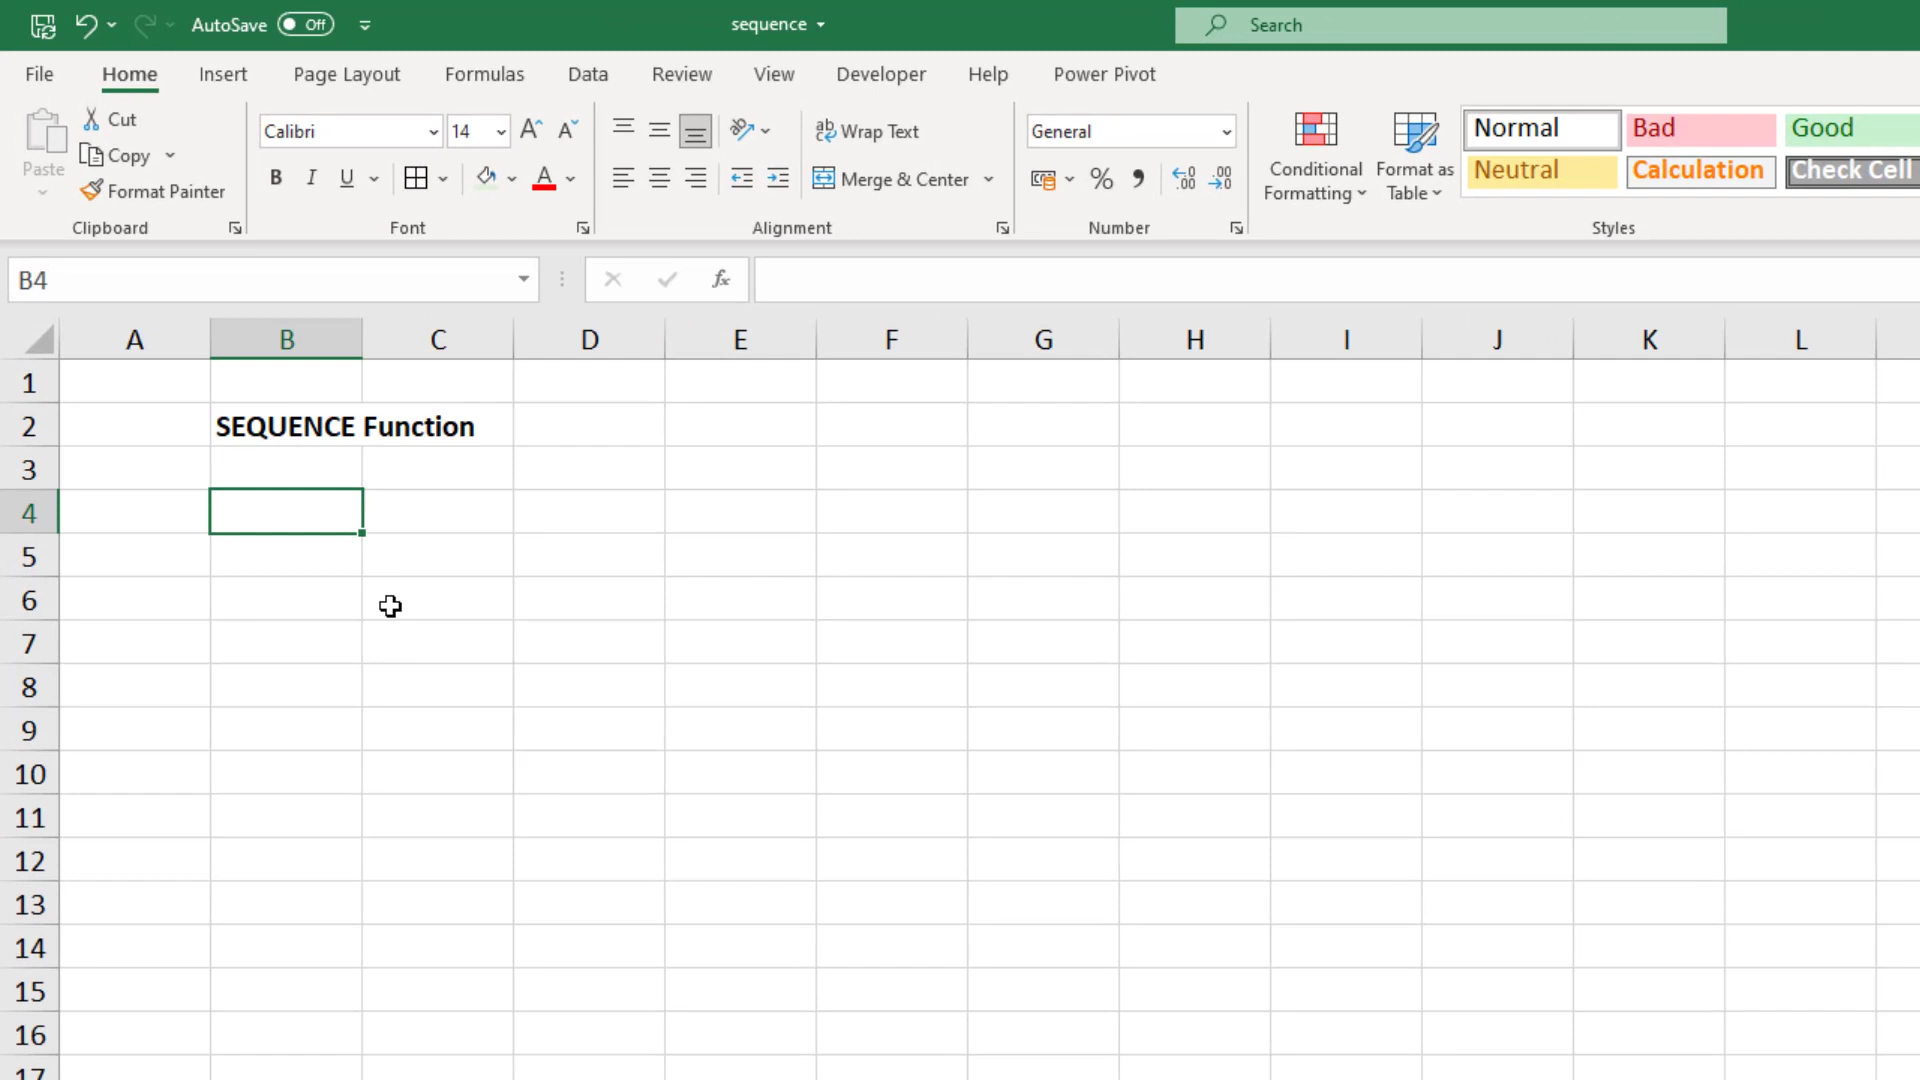 AutoSave Off sequence Search
File Home Insert Page Layout Formulas Data Review View Developer Help Power Pivot
Paste Cut Copy Format Painter
Calibri 14
B I U A
ab Wrap Text
Merge & Center
General
% 9
Conditional Formatting Format as Table
Normal Bad Good
Neutral Calculation Check Cell
Clipboard Font Alignment Number Styles
B4 fx
A B C D E F G H I J K L
1
2 SEQUENCE Function
3
4
5
6
7
8
9
10
11
12
13
14
15
16
17